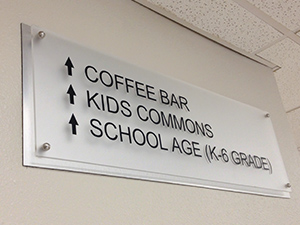 ↑ COFFEE BAR
↑ KIDS COMMONS
↑ SCHOOL AGE (K-6 GRADE)